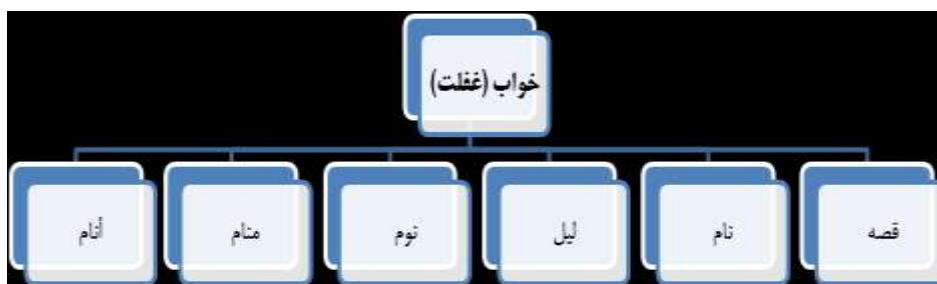 خواب (غفلت)
قصه
نام
لیل
نوم
منام
أنام